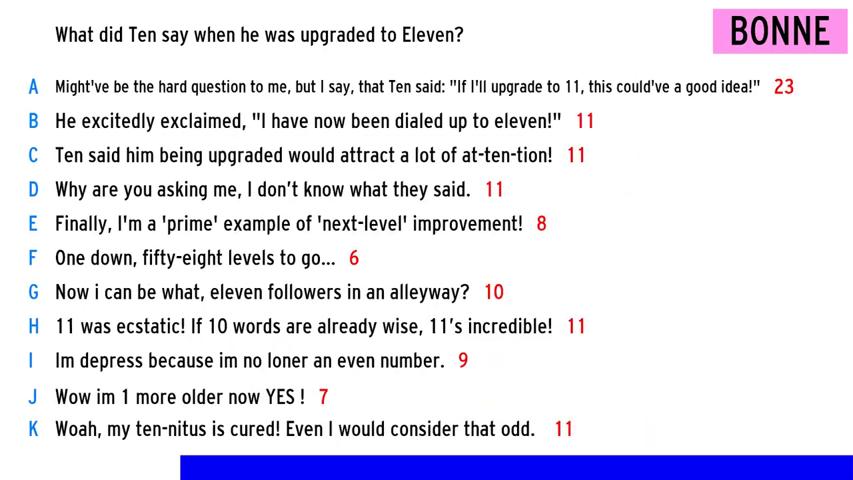 What did Ten say when he was upgraded to Eleven?
BONNE
A Might've be the hard question to me, but I say, that Ten said: "If I'll upgrade to 11, this could've a good idea!" 23
B He excitedly exclaimed, "I have now been dialed up to eleven!" 11
C Ten said him being upgraded would attract a lot of at-ten-tion! 11
D Why are you asking me, I don't know what they said. 11
E Finally, I'm a 'prime' example of 'next-level' improvement! 8
F One down, fifty-eight levels to go... 6
G Now i can be what, eleven followers in an alleyway? 10
H 11 was ecstatic! If 10 words are already wise, 11's incredible! 11
I Im depress because im no loner an even number. 9
J Wow im 1 more older now YES ! 7
K Woah, my ten-nitus is cured! Even I would consider that odd. 11